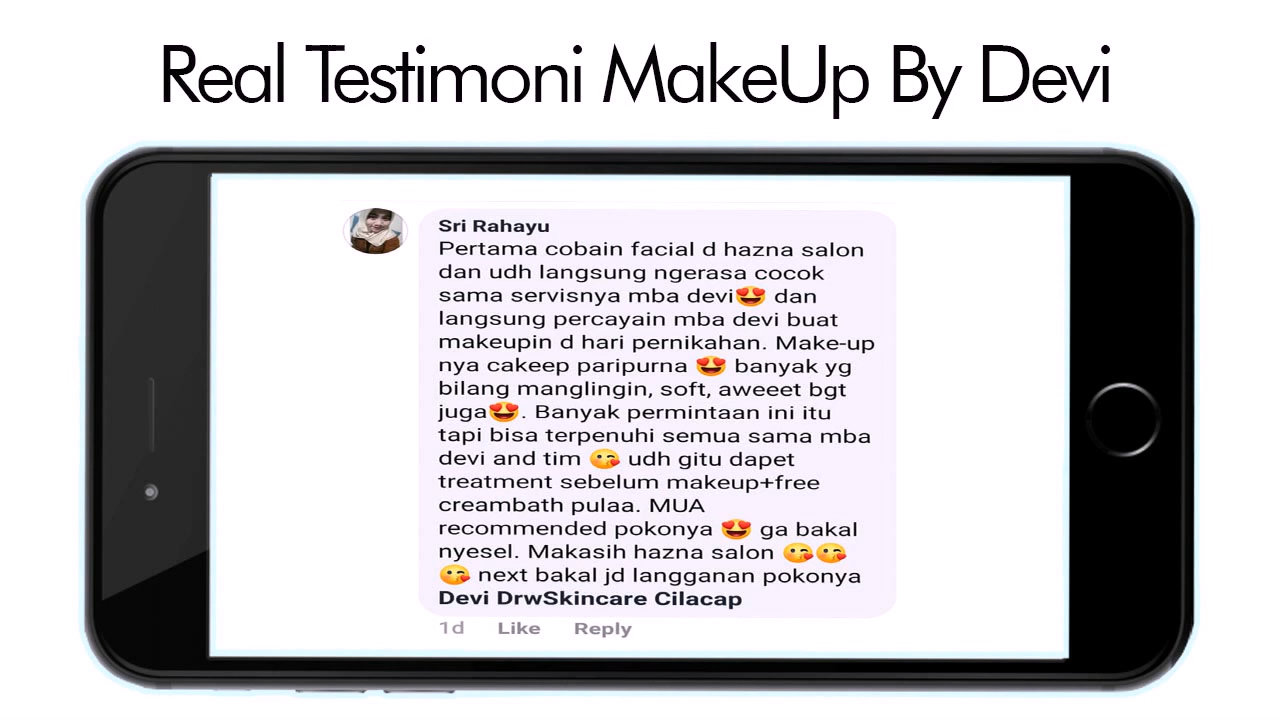 Real Testimoni MakeUp By Devi
Sri Rahayu
Pertama cobain facial d hazna salon
dan udh langsung ngerasa cocok
sama servisnya mba devi😍 dan
langsung percayain mba devi buat
makeupin d hari pernikahan. Make-up
nya cakeep paripurna 😍 banyak yg
bilang manglingin, soft, aweeet bgt
juga😍. Banyak permintaan ini itu
tapi bisa terpenuhi semua sama mba
devi and tim 😘 udh gitu dapet
treatment sebelum makeup+free
creambath pulaa. MUA
recommended pokonya 😍 ga bakal
nyesel. Makasih hazna salon 😘😘
😘 next bakal jd langganan pokonya
Devi DrwSkincare Cilacap
1d Like Reply